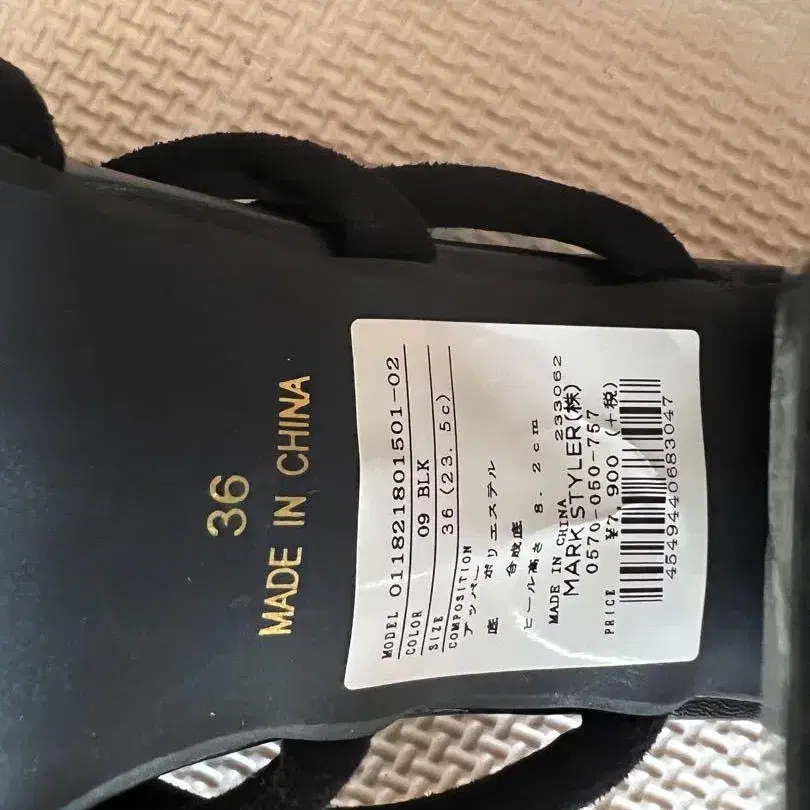 36
MADE IN CHINA
MODEL 011821801501-02
COLOR 09 BLK
SIZE 36 (23. 5c)
COMPOSITION
アッパー ポリエステル
底 合成底
ヒール高さ 8. 2cm
MADE IN CHINA 233062
MARK STYLER(株)
0570-050-757
PRICE ¥7,900 (+税)
4549440683047